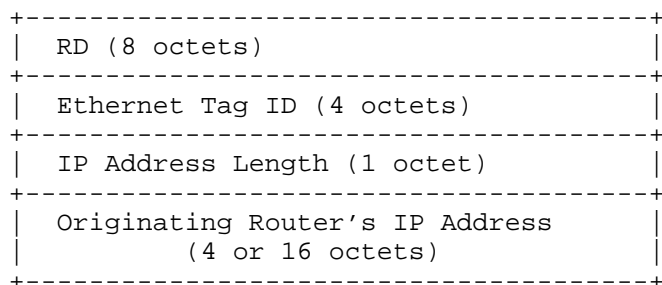 +---------------------------------------+
|  RD (8 octets)                        |
+---------------------------------------+
|  Ethernet Tag ID (4 octets)           |
+---------------------------------------+
|  IP Address Length (1 octet)          |
+---------------------------------------+
|  Originating Router's IP Address      |
|          (4 or 16 octets)             |
+---------------------------------------+